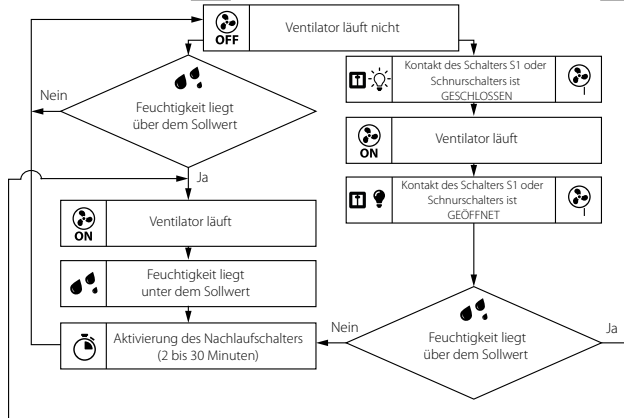 OFF
Ventilator läuft nicht
Nein
Feuchtigkeit liegt
über dem Sollwert
Ja
ON
Ventilator läuft
Feuchtigkeit liegt
unter dem Sollwert
Aktivierung des Nachlaufschalters
(2 bis 30 Minuten)
Kontakt des Schalters S1 oder
Schnurschalters ist
GESCHLOSSEN
ON
Ventilator läuft
Kontakt des Schalters S1 oder
Schnurschalters ist
GEÖFFNET
Nein
Feuchtigkeit liegt
über dem Sollwert
Ja